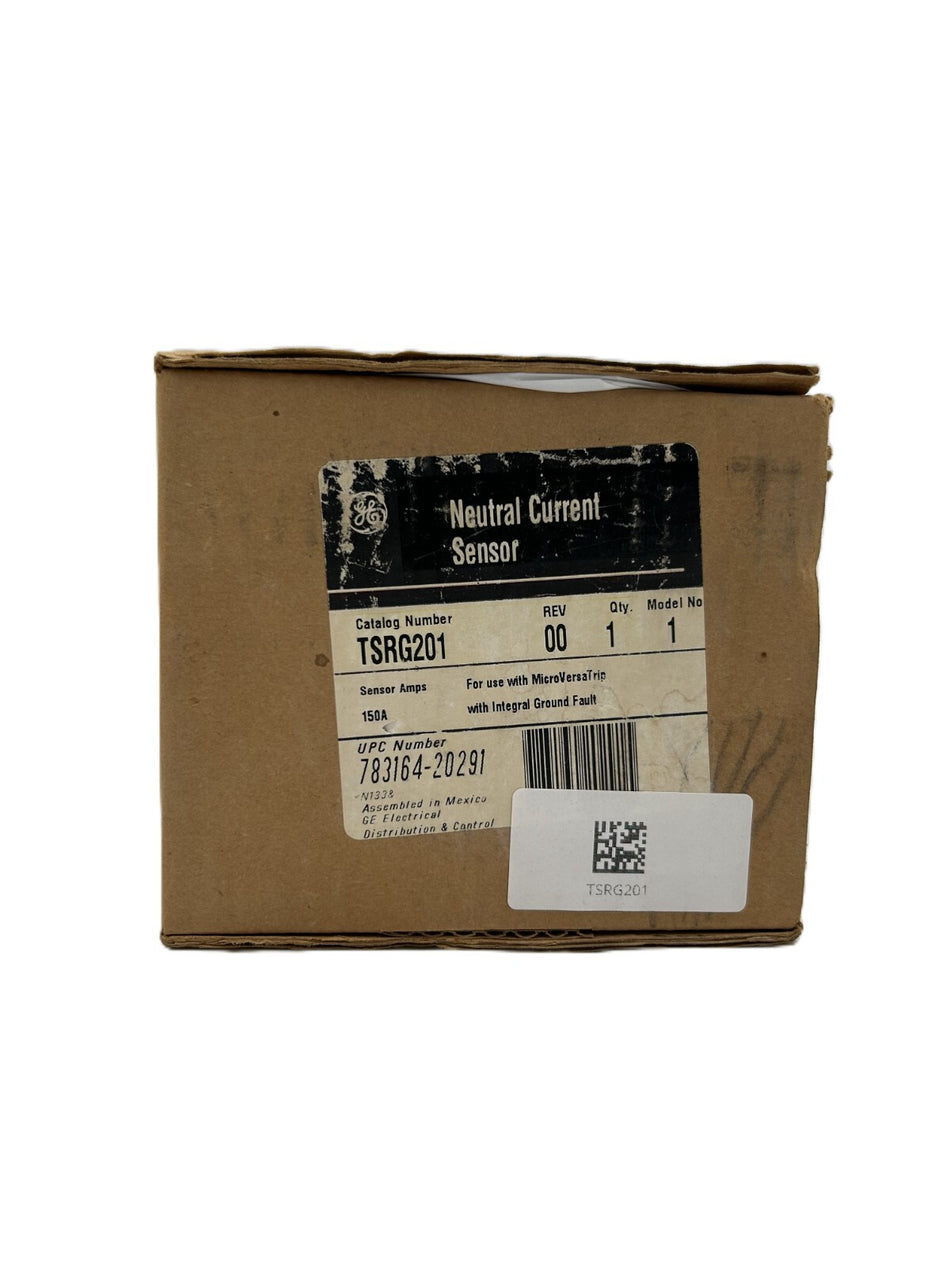 GE
Neutral Current
Sensor
Catalog Number REV Qty. Model No
TSRG201 00 1 1
Sensor Amps For use with MicroVersaTrip
150A with Integral Ground Fault
UPC Number
783164-20291
Assembled in Mexico
GE Electrical
Distribution & Control
TSRG201